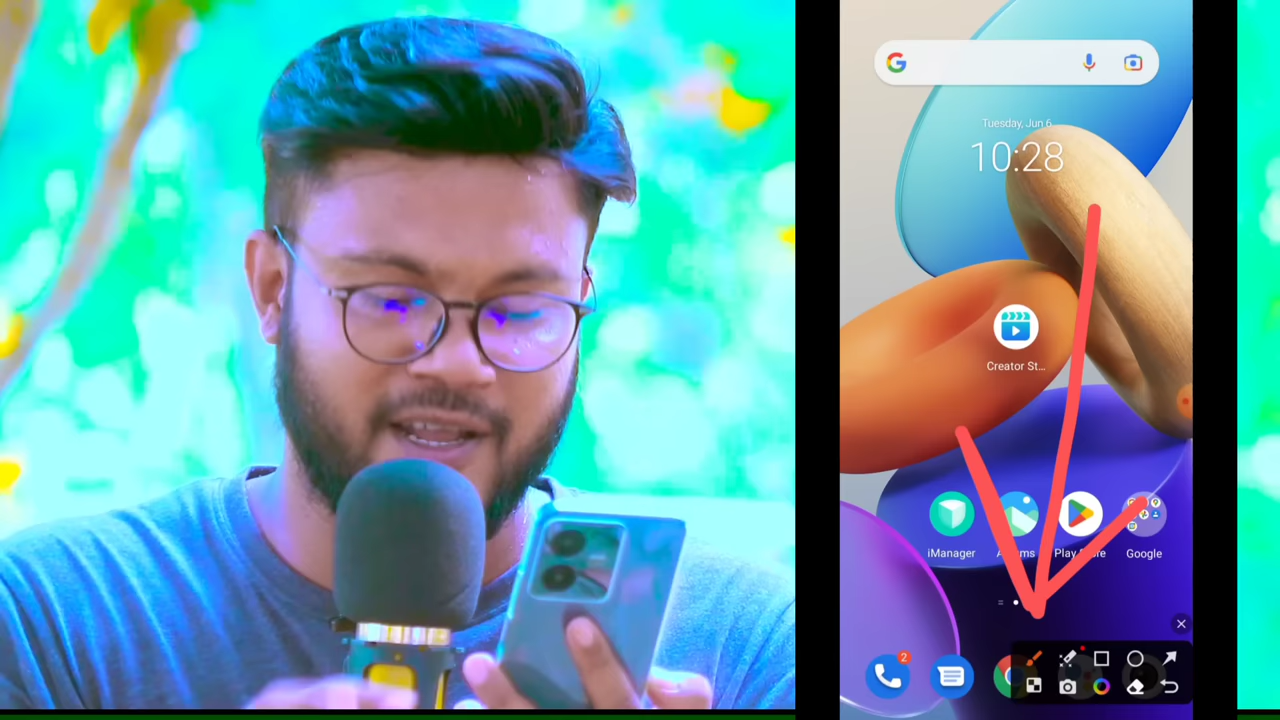 Tuesday, Jun 6
10:28
Creator St...
iManager
Play Store
Google
2